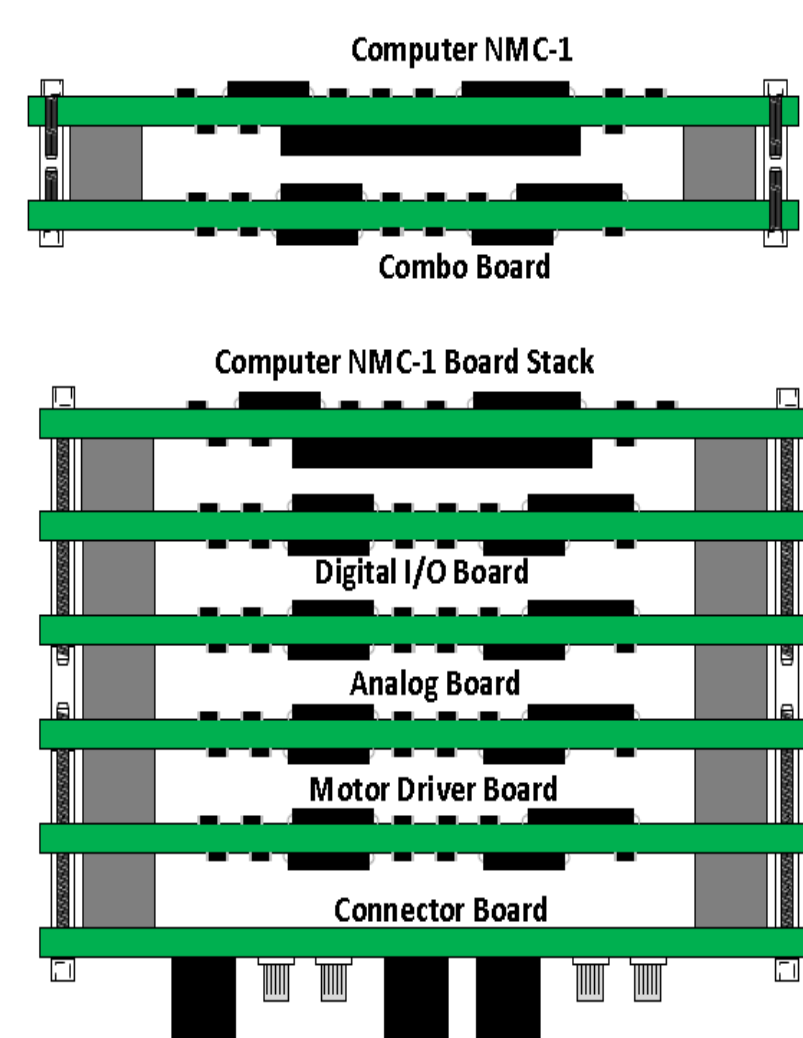 Computer NMC-1
Combo Board
Computer NMC-1 Board Stack
Digital I/O Board
Analog Board
Motor Driver Board
Connector Board